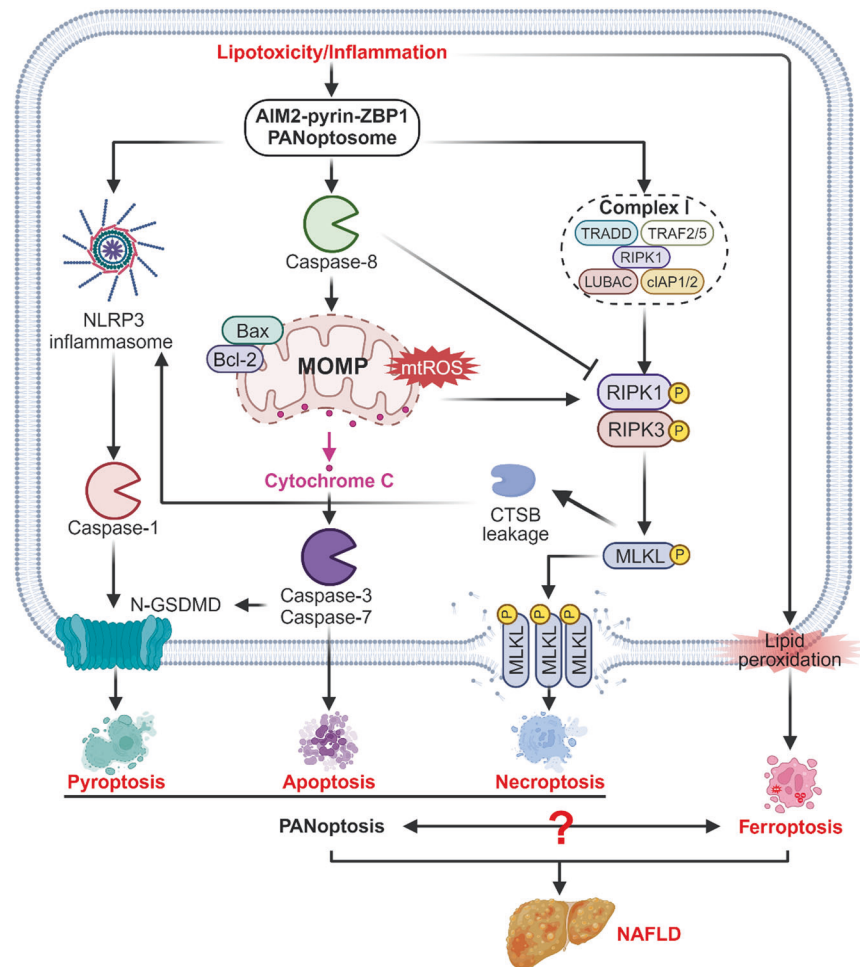 Lipotoxicity/Inflammation
AIM2-pyrin-ZBP1
PANoptosome
Complex I
TRADD
TRAF2/5
RIPK1
LUBAC
cIAP1/2
Caspase-8
NLRP3
inflammasome
Bax
Bcl-2
MOMP
mtROS
RIPK1
P
RIPK3
P
Cytochrome C
CTSB
leakage
Caspase-1
MLKL
P
Caspase-3
Caspase-7
N-GSDMD
P
P
P
MLKL
MLKL
MLKL
Lipid
peroxidation
Pyroptosis
Apoptosis
Necroptosis
PANoptosis
?
Ferroptosis
NAFLD